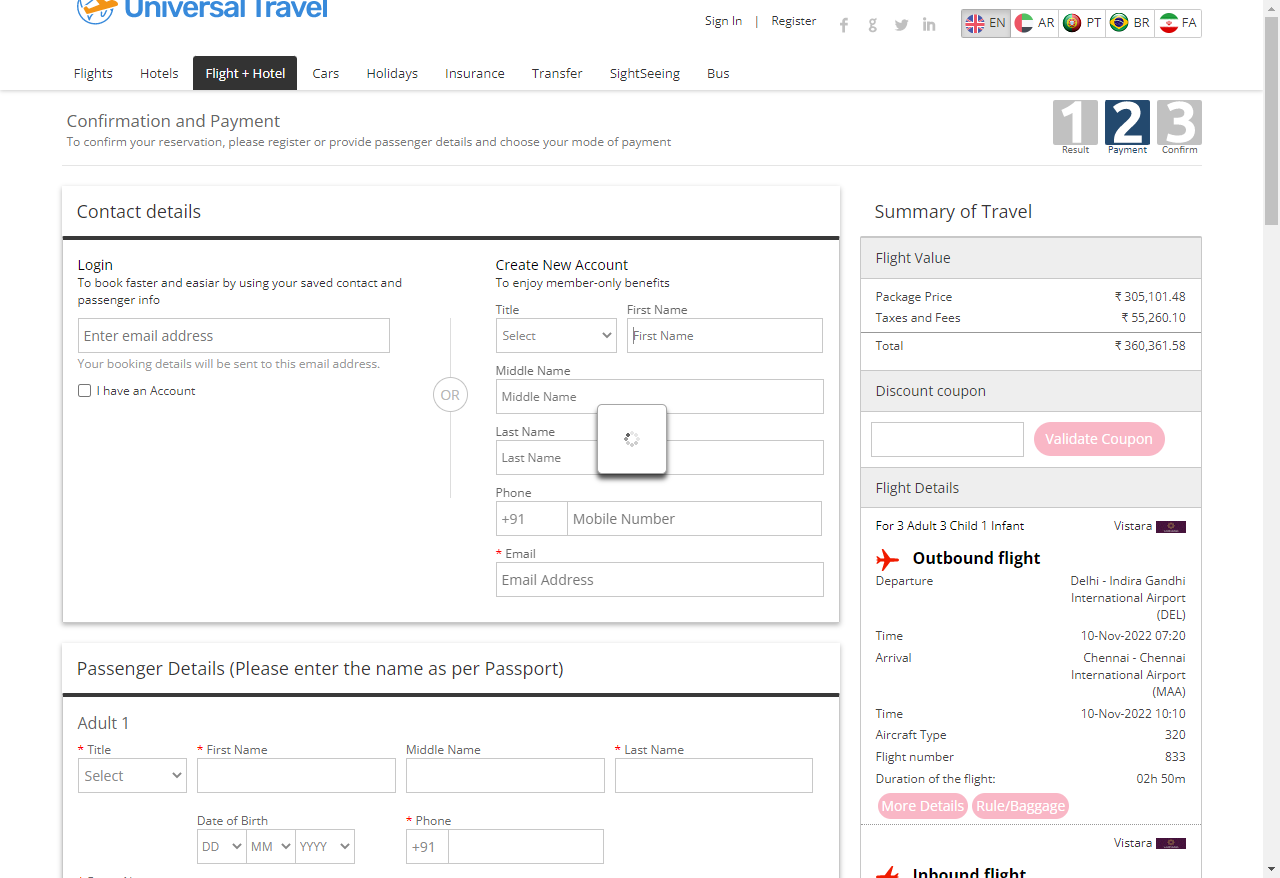 Universal Travel
Sign In | Register
EN AR PT BR FA
Flights Hotels Flight + Hotel Cars Holidays Insurance Transfer SightSeeing Bus
Confirmation and Payment
To confirm your reservation, please register or provide passenger details and choose your mode of payment
1 2 3
Result Payment Confirm
Contact details
Login
To book faster and easiar by using your saved contact and
passenger info
Enter email address
Your booking details will be sent to this email address.
I have an Account
OR
Create New Account
To enjoy member-only benefits
Title First Name
Select First Name
Middle Name
Middle Name
Last Name
Last Name
Phone
+91 Mobile Number
* Email
Email Address
Passenger Details (Please enter the name as per Passport)
Adult 1
* Title * First Name Middle Name * Last Name
Select
Date of Birth * Phone
DD MM YYYY +91
Summary of Travel
Flight Value
Package Price ₹ 305,101.48
Taxes and Fees ₹ 55,260.10
Total ₹ 360,361.58
Discount coupon
Validate Coupon
Flight Details
For 3 Adult 3 Child 1 Infant Vistara
Outbound flight
Departure Delhi - Indira Gandhi
International Airport
(DEL)
Time 10-Nov-2022 07:20
Arrival Chennai - Chennai
International Airport
(MAA)
Time 10-Nov-2022 10:10
Aircraft Type 320
Flight number 833
Duration of the flight: 02h 50m
More Details Rule/Baggage
Vistara
Inbound flight